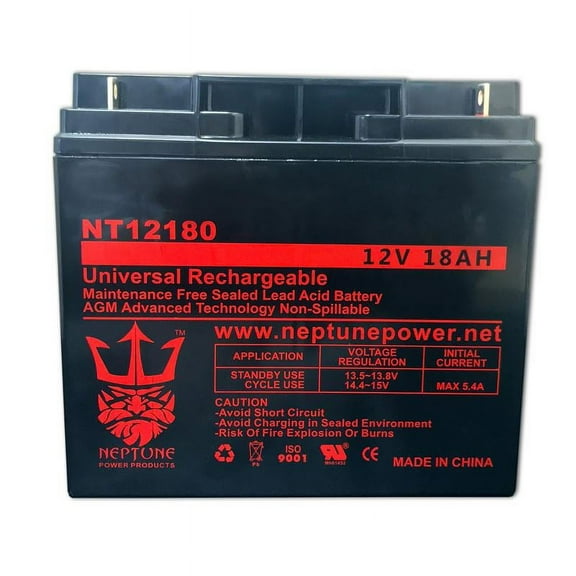 NT12180
12V 18AH
Universal Rechargeable
Maintenance Free Sealed Lead Acid Battery
AGM Advanced Technology Non-Spillable
www.neptunepower.net
APPLICATION VOLTAGE REGULATION INITIAL CURRENT
STANDBY USE 13.5~13.8V
CYCLE USE 14.4~15V
MAX 5.4A
CAUTION
-Avoid Short Circuit
-Avoid Charging in Sealed Environment
-Risk Of Fire Explosion Or Burns
TM
NEPTUNE
POWER PRODUCTS
Pb
ISO
9001
MADE IN CHINA